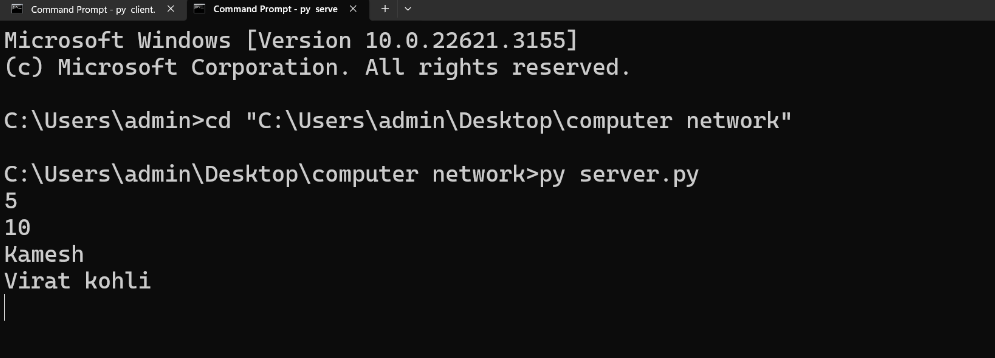 Command Prompt - py client.
Command Prompt - py serve
Microsoft Windows [Version 10.0.22621.3155]
(c) Microsoft Corporation. All rights reserved.
C:\Users\admin>cd "C:\Users\admin\Desktop\computer network"
C:\Users\admin\Desktop\computer network>py server.py
5
10
Kamesh
Virat kohli